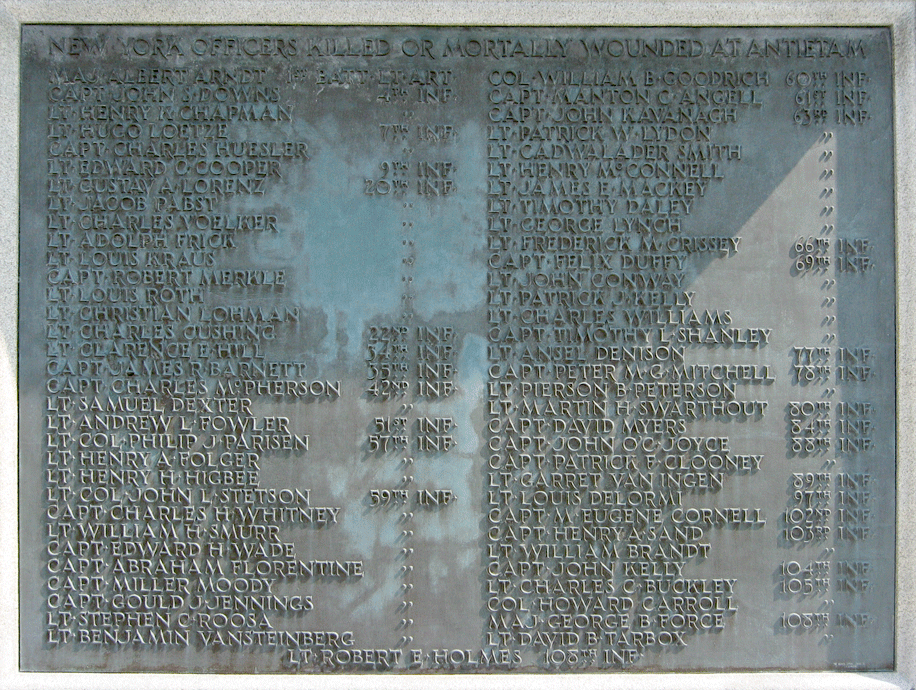 NEW YORK OFFICERS KILLED OR MORTALLY WOUNDED AT ANTIETAM
MAJ·ALBERT ARNDT 1ST BATT·LT·ART·
CAPT·JOHN S·DOWNS 4TH INF·
LT·HENRY K·CHAPMAN "
LT·HUGO LOETZE 7TH INF·
CAPT·CHARLES HUESLER "
LT·EDWARD C·COOPER 9TH INF·
LT·GUSTAV A·LORENZ 20TH INF·
LT·JACOB PABST "
LT·CHARLES VOELKER "
LT·ADOLPH FRICK "
LT·LOUIS KRAUS "
CAPT·ROBERT MERKLE "
LT·LOUIS ROTH "
LT·CHRISTIAN LOHMAN "
LT·CHARLES CUSHING 22ND INF·
LT·CLARENCE E·HILL 34TH INF·
CAPT·JAMES R·BARNETT 35TH INF·
CAPT·CHARLES MCPHERSON 42ND INF·
LT·SAMUEL DEXTER "
LT·ANDREW L·FOWLER 51ST INF·
LT·COL·PHILIP J·PARISEN 57TH INF·
LT·HENRY A·FOLGER "
LT·HENRY H·HIGBEE "
LT·COL·JOHN L·STETSON 59TH INF·
CAPT·CHARLES H·WHITNEY "
LT·WILLIAM H·SMURR "
CAPT·EDWARD H·WADE "
CAPT·ABRAHAM FLORENTINE "
CAPT·MILLER MOODY "
CAPT·GOULD J·JENNINGS "
LT·STEPHEN C·ROOSA "
LT·BENJAMIN VANSTEINBERG "
COL·WILLIAM B·GOODRICH 60TH INF·
CAPT·MANTON C·ANGELL 61ST INF·
CAPT·JOHN KAVANAGH 63RD INF·
LT·PATRICK W·LYDON "
LT·CADWALADER SMITH "
LT·HENRY MCCONNELL "
LT·JAMES E·MACKEY "
LT·TIMOTHY DALEY "
LT·GEORGE LYNCH "
LT·FREDERICK M·CRISSEY 66TH INF·
CAPT·FELIX DUFFY 69TH INF·
LT·JOHN CONWAY "
LT·PATRICK J·KELLY "
LT·CHARLES WILLIAMS "
CAPT·TIMOTHY L·SHANLEY "
LT·ANSEL DENISON 77TH INF·
CAPT·PETER M·G·MITCHELL 78TH INF·
LT·PIERSON B·PETERSON "
LT·MARTIN H·SWARTHOUT 80TH INF·
CAPT·DAVID MYERS 84TH INF·
CAPT·JOHN O'C·JOYCE 88TH INF·
CAPT·PATRICK F·CLOONEY "
LT·GARRET VAN INGEN 89TH INF·
LT·LOUIS DELORMI 97TH INF·
CAPT·M·EUGENE CORNELL 102ND INF·
CAPT·HENRY A·SAND 103RD INF·
LT·WILLIAM BRANDT "
CAPT·JOHN KELLY 104TH INF·
LT·CHARLES C·BUCKLEY 105TH INF·
COL·HOWARD CARROLL "
MAJ·GEORGE B·FORCE 108TH INF·
LT·DAVID B·TARBOX "
LT·ROBERT E·HOLMES 108TH INF·